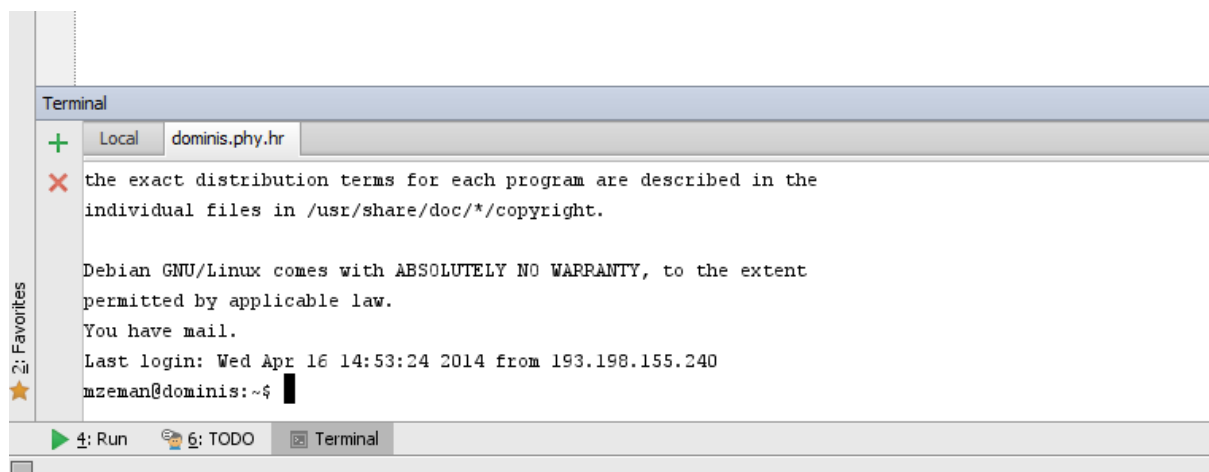 Terminal
Local dominis.phy.hr
the exact distribution terms for each program are described in the
individual files in /usr/share/doc/*/copyright.
Debian GNU/Linux comes with ABSOLUTELY NO WARRANTY, to the extent
permitted by applicable law.
You have mail.
Last login: Wed Apr 16 14:53:24 2014 from 193.198.155.240
mzeman@dominis:~$
2: Favorites
4: Run 6: TODO Terminal